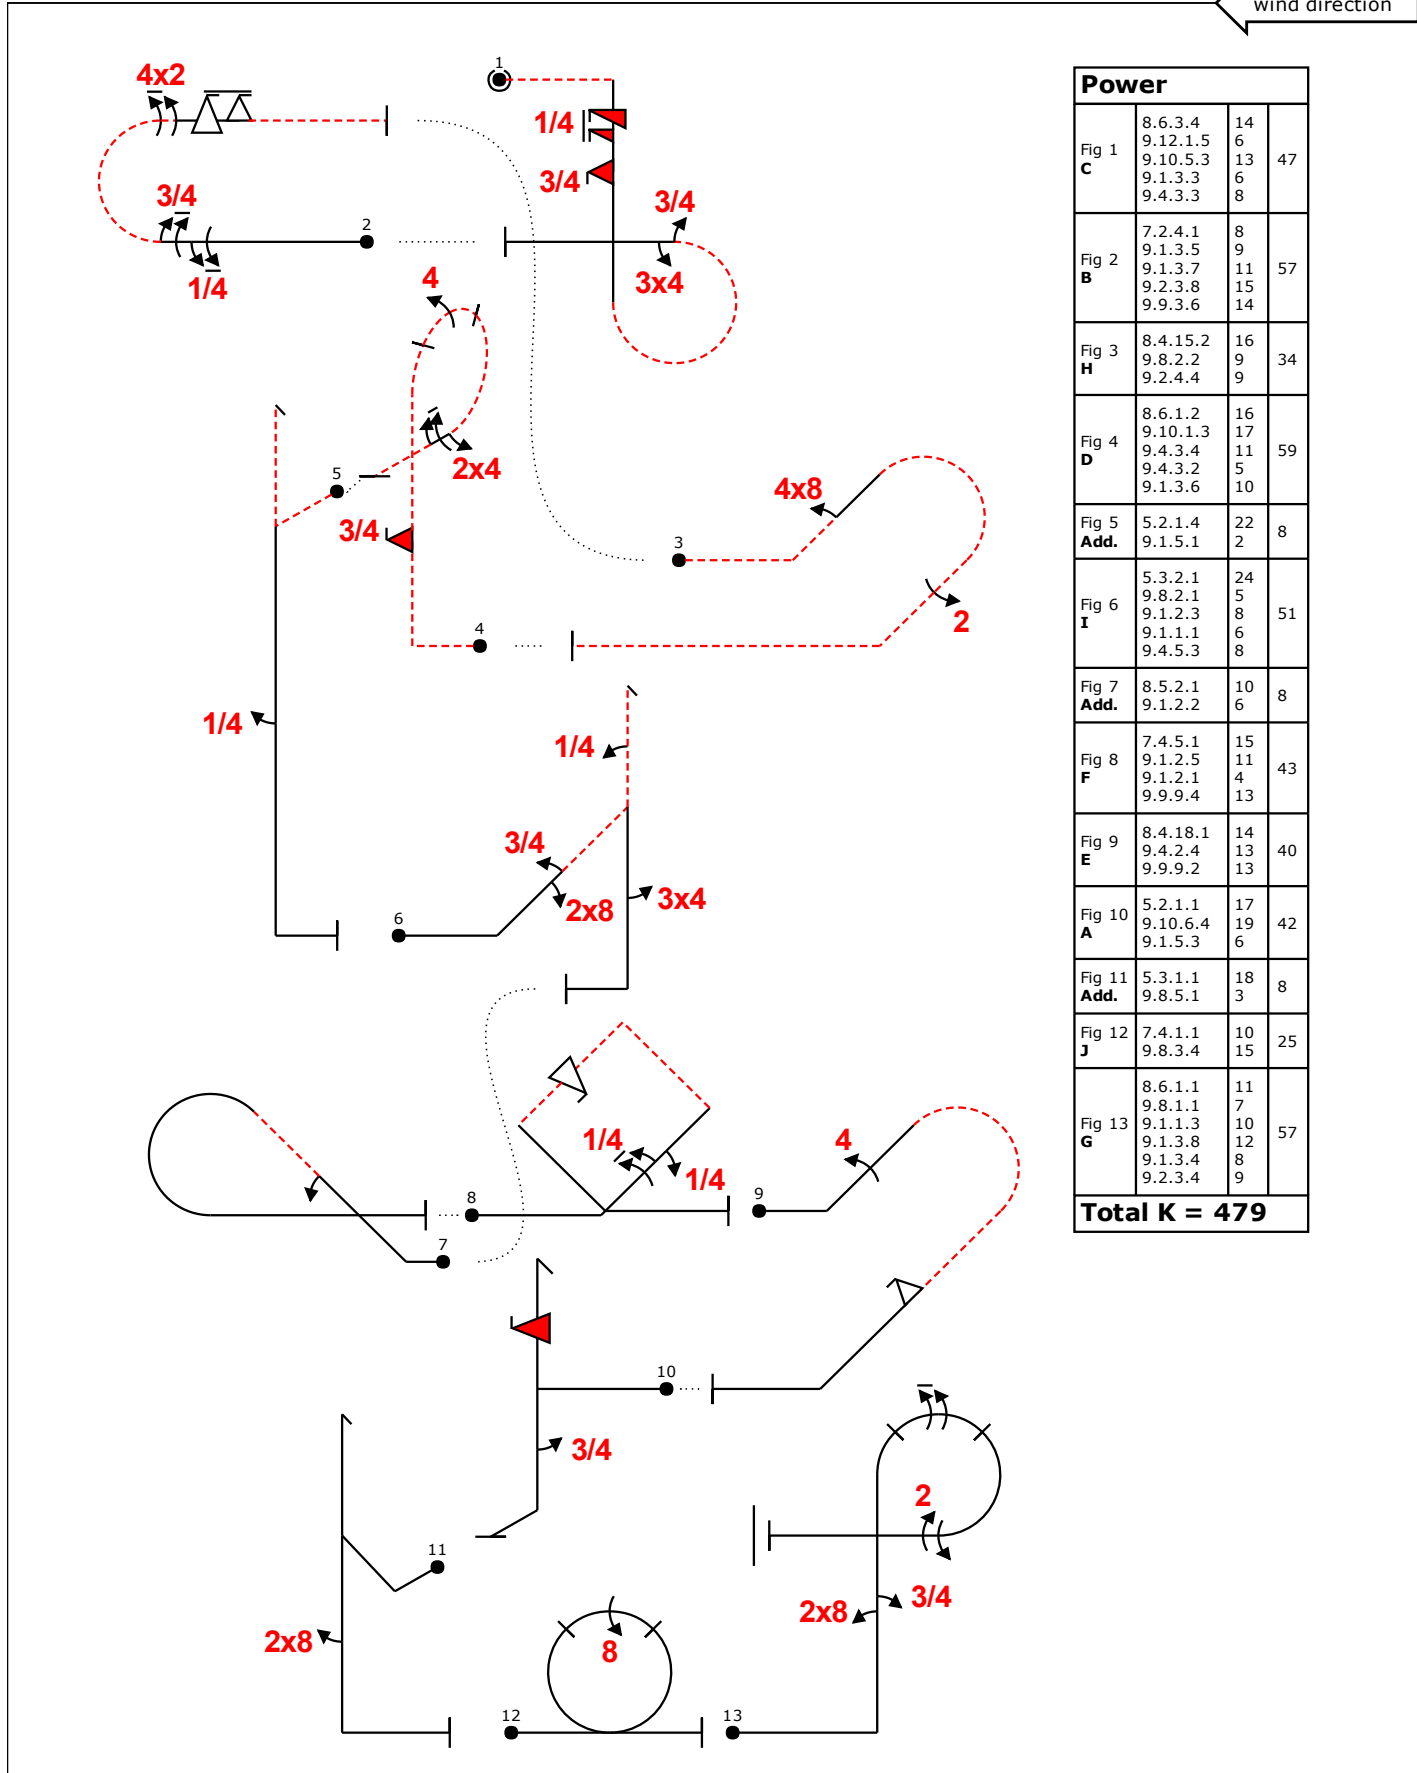 wind direction
1
4x2
1/4
3/4
3/4
3/4
2
1/4
3x4
4
2x4
5
4x8
3/4
3
2
4
1/4
1/4
3/4
2x8
3x4
6
1/4
1/4
4
8
9
7
10
3/4
2
11
3/4
2x8
2x8
8
12
13
Power
Fig 1 C 8.6.3.4 14 47
9.12.1.5 6
9.10.5.3 13
9.1.3.3 6
9.4.3.3 8
Fig 2 B 7.2.4.1 8 57
9.1.3.5 9
9.1.3.7 11
9.2.3.8 15
9.9.3.6 14
Fig 3 H 8.4.15.2 16 34
9.8.2.2 9
9.2.4.4 9
Fig 4 D 8.6.1.2 16 59
9.10.1.3 17
9.4.3.4 11
9.4.3.2 5
9.1.3.6 10
Fig 5 Add. 5.2.1.4 22 8
9.1.5.1 2
Fig 6 I 5.3.2.1 24 51
9.8.2.1 5
9.1.2.3 8
9.1.1.1 6
9.4.5.3 8
Fig 7 Add. 8.5.2.1 10 8
9.1.2.2 6
Fig 8 F 7.4.5.1 15 43
9.1.2.5 11
9.1.2.1 4
9.9.9.4 13
Fig 9 E 8.4.18.1 14 40
9.4.2.4 13
9.9.9.2 13
Fig 10 A 5.2.1.1 17 42
9.10.6.4 19
9.1.5.3 6
Fig 11 Add. 5.3.1.1 18 8
9.8.5.1 3
Fig 12 J 7.4.1.1 10 25
9.8.3.4 15
Fig 13 G 8.6.1.1 11 57
9.8.1.1 7
9.1.1.3 10
9.1.3.8 12
9.1.3.4 8
9.2.3.4 9
Total K = 479